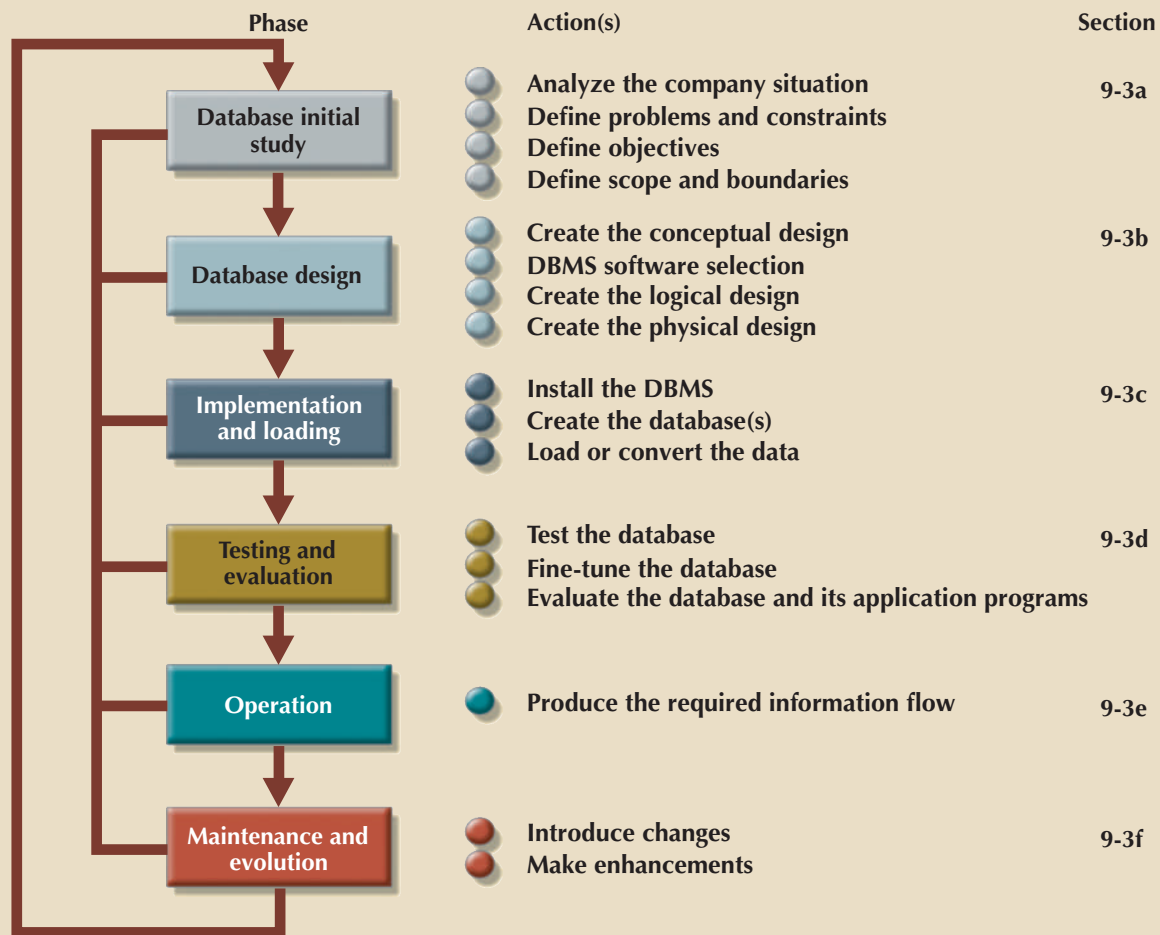 Phase Action(s) Section
Database initial
study
Analyze the company situation 9-3a
Define problems and constraints
Define objectives
Define scope and boundaries
Database design
Create the conceptual design 9-3b
DBMS software selection
Create the logical design
Create the physical design
Implementation
and loading
Install the DBMS 9-3c
Create the database(s)
Load or convert the data
Testing and
evaluation
Test the database 9-3d
Fine-tune the database
Evaluate the database and its application programs
Operation
Produce the required information flow 9-3e
Maintenance and
evolution
Introduce changes 9-3f
Make enhancements